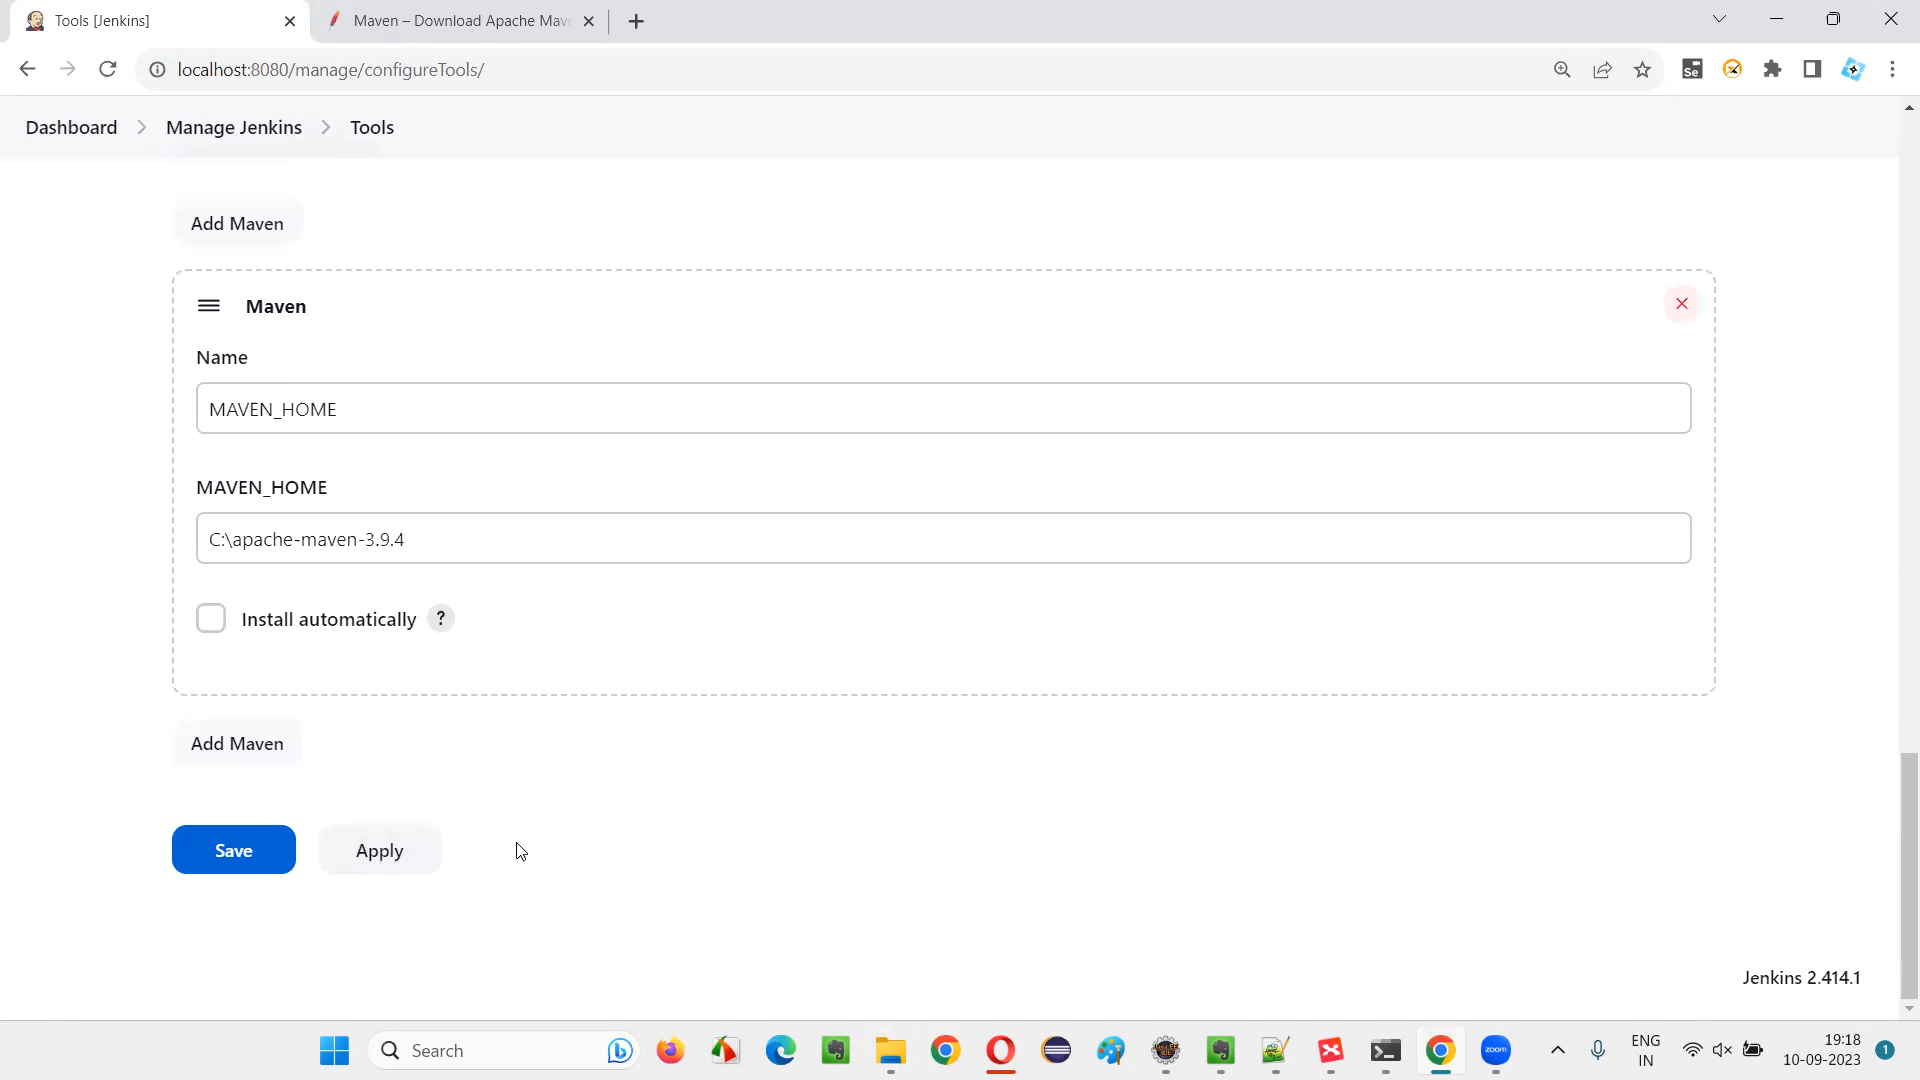 Tools [Jenkins]
Maven – Download Apache Mav
localhost:8080/manage/configureTools/
Dashboard > Manage Jenkins > Tools
Add Maven
Maven
Name
MAVEN_HOME
MAVEN_HOME
C:\apache-maven-3.9.4
Install automatically ?
Add Maven
Save Apply
Jenkins 2.414.1
Search
zoom
ENG
IN
19:18
10-09-2023
1
Se